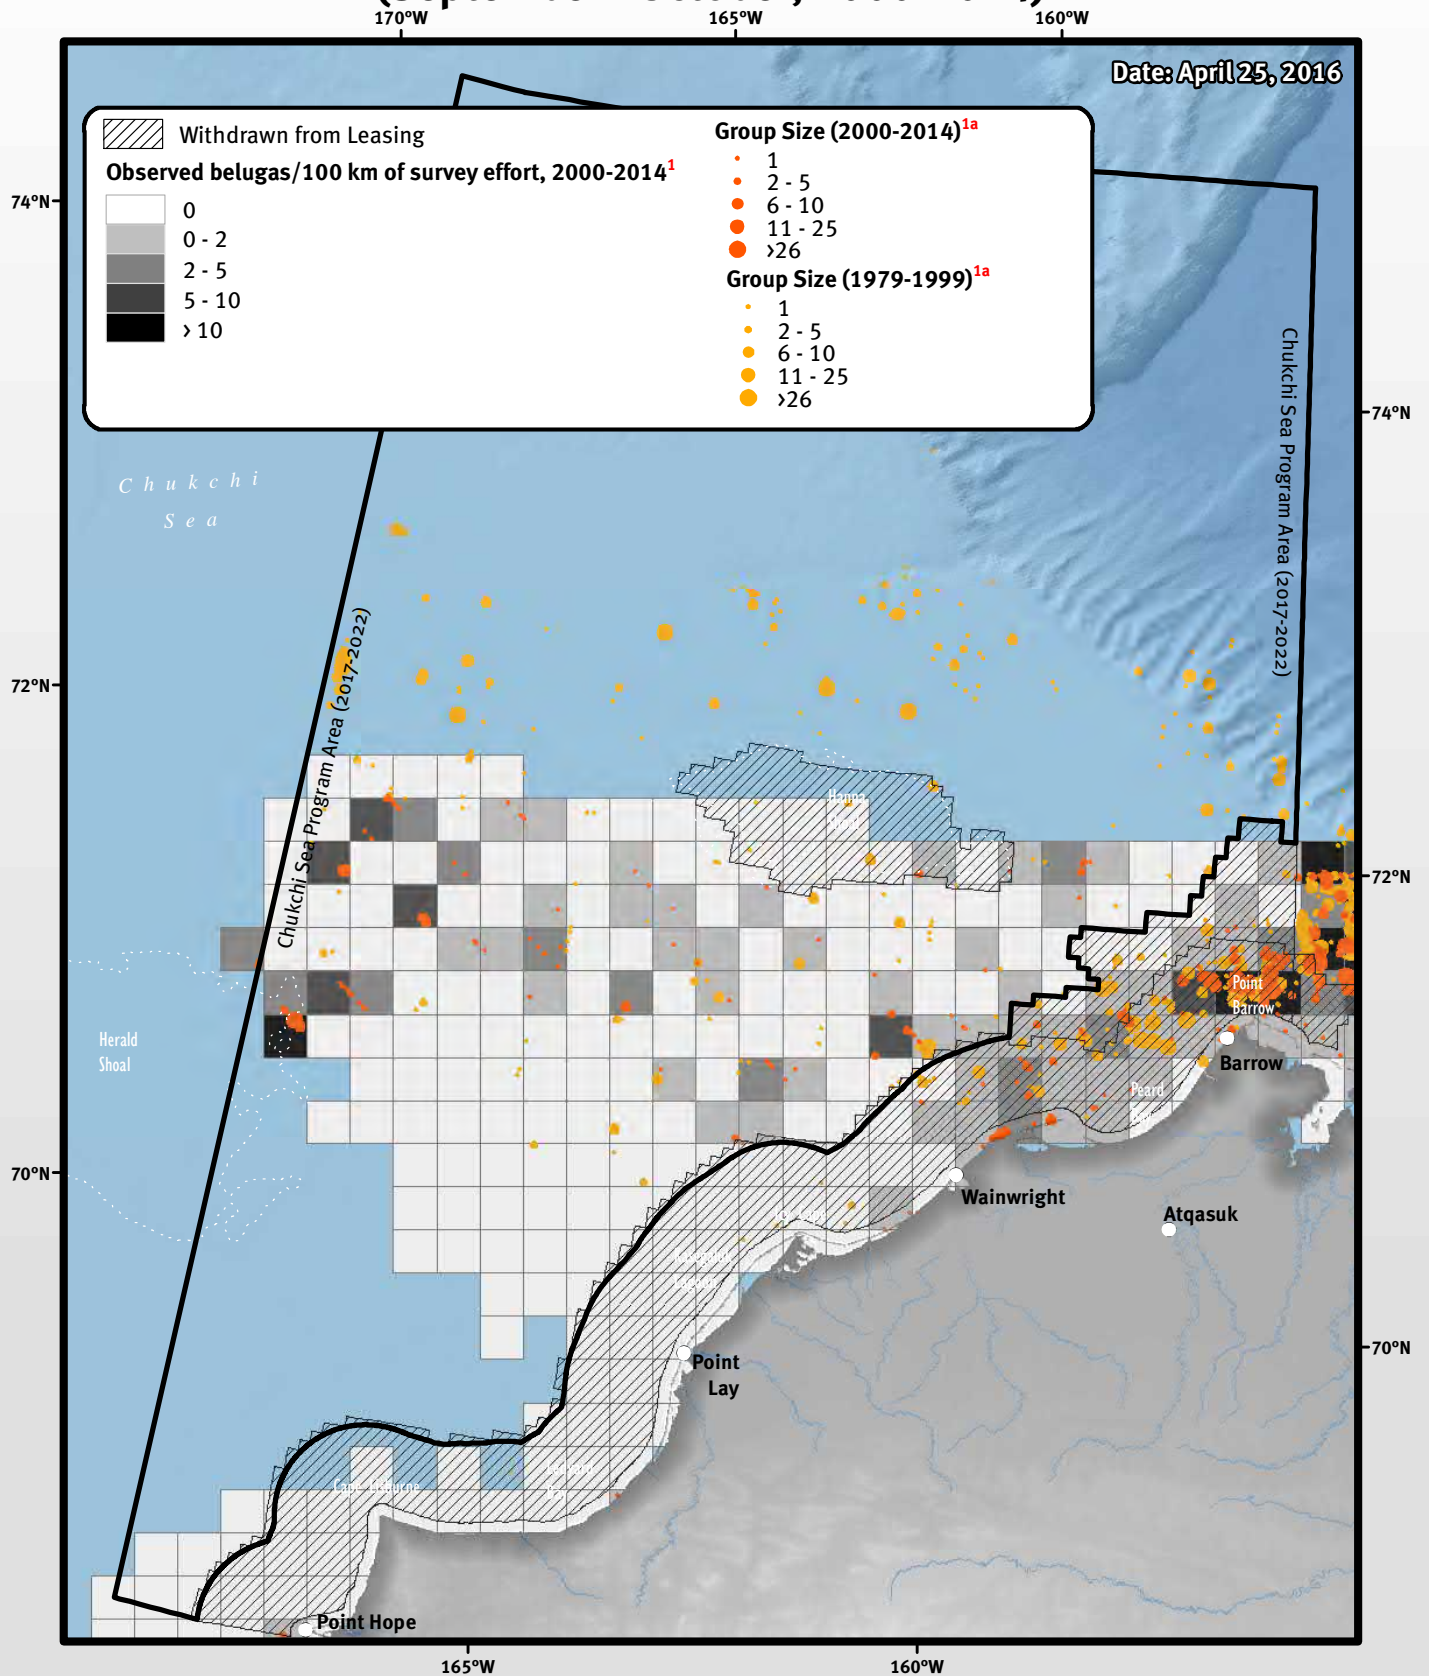 170°W
165°W
160°W
Date: April 25, 2016
Withdrawn from Leasing
Observed belugas/100 km of survey effort, 2000-2014¹
0
0 - 2
2 - 5
5 - 10
> 10
Group Size (2000-2014)¹ᵃ
1
2 - 5
6 - 10
11 - 25
>26
Group Size (1979-1999)¹ᵃ
1
2 - 5
6 - 10
11 - 25
>26
74°N
74°N
Chukchi
Sea
Chukchi Sea Program Area (2017-2022)
Chukchi Sea Program Area (2017-2022)
72°N
72°N
Hanna
Herald
Shoal
Point
Barrow
Barrow
Peard
70°N
Wainwright
Atqasuk
70°N
Point
Lay
Cape Lisburne
Point Hope
165°W
160°W